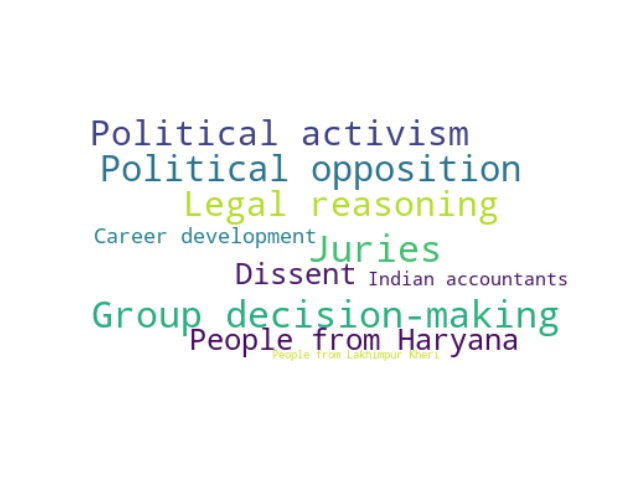 Political activism
Political opposition
Legal reasoning
Career development
Juries
Dissent
Indian accountants
Group decision-making
People from Haryana
People from Lakhimpur Kheri